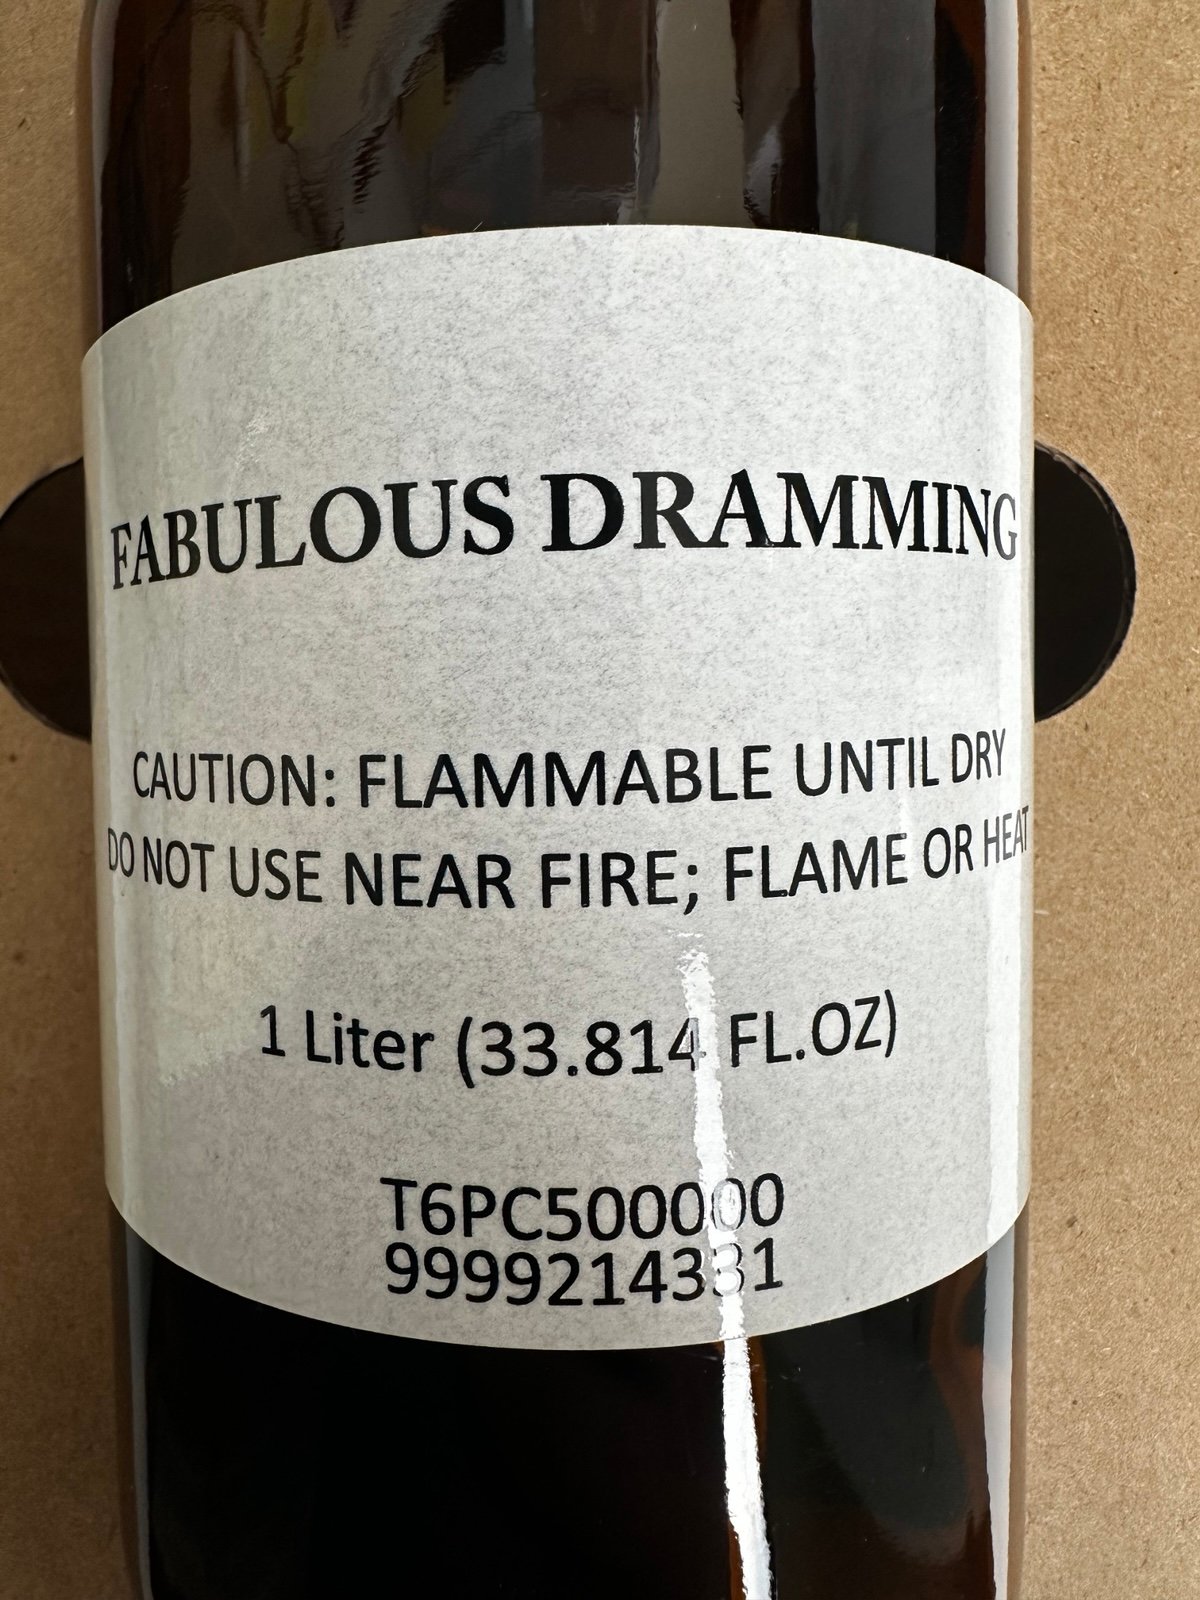 FABULOUS DRAMMING
CAUTION: FLAMMABLE UNTIL DRY
DO NOT USE NEAR FIRE; FLAME OR HEAT
1 Liter (33.814 FL.OZ)
T6PC500000
9999214331